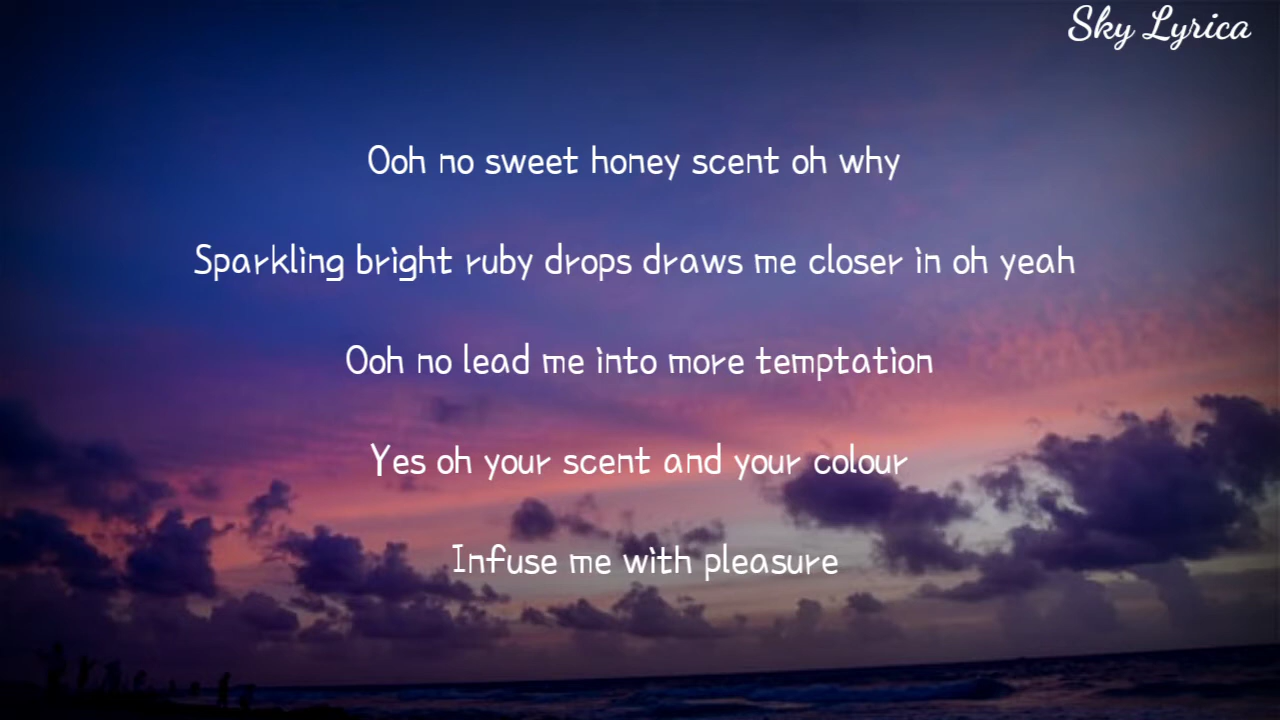 Sky Lyrica
Ooh no sweet honey scent oh why
Sparkling bright ruby drops draws me closer in oh yeah
Ooh no lead me into more temptation
Yes oh your scent and your colour
Infuse me with pleasure